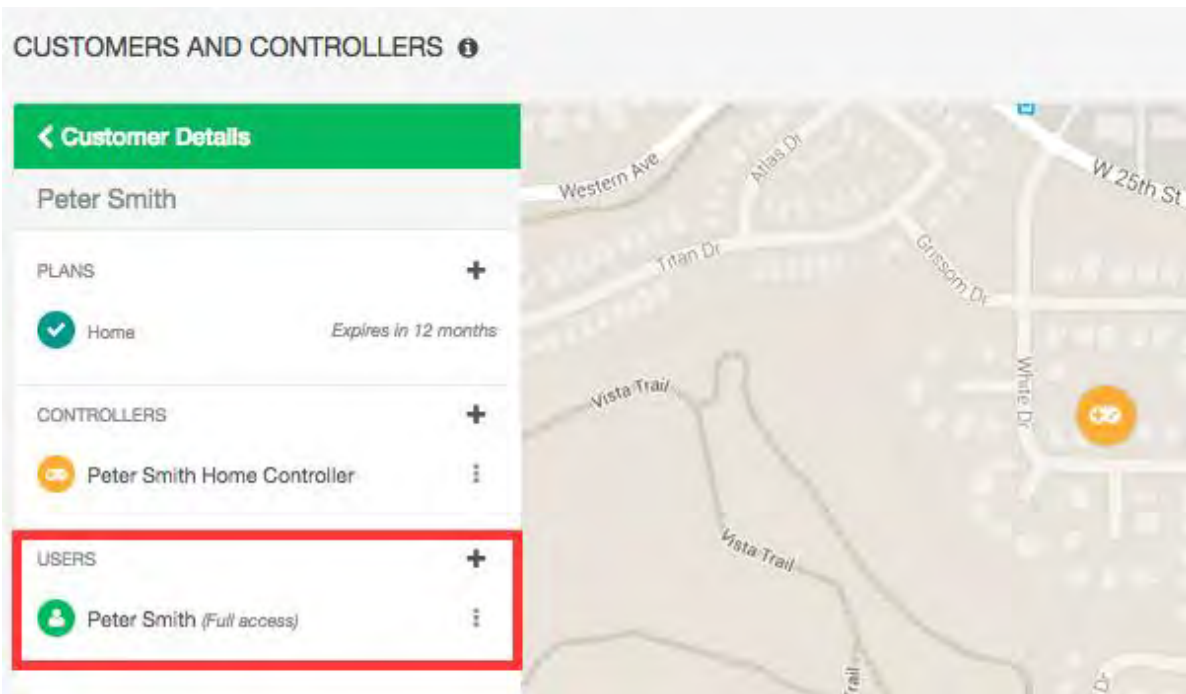 CUSTOMERS AND CONTROLLERS
Customer Details
Peter Smith
PLANS
Home Expires in 12 months
CONTROLLERS
Peter Smith Home Controller
USERS
Peter Smith (Full access)
Western Ave
Atlas Dr
W 25th St
Titan Dr
Grissom Dr
Vista Trail
White Dr
Vista Trail
rail
Dr